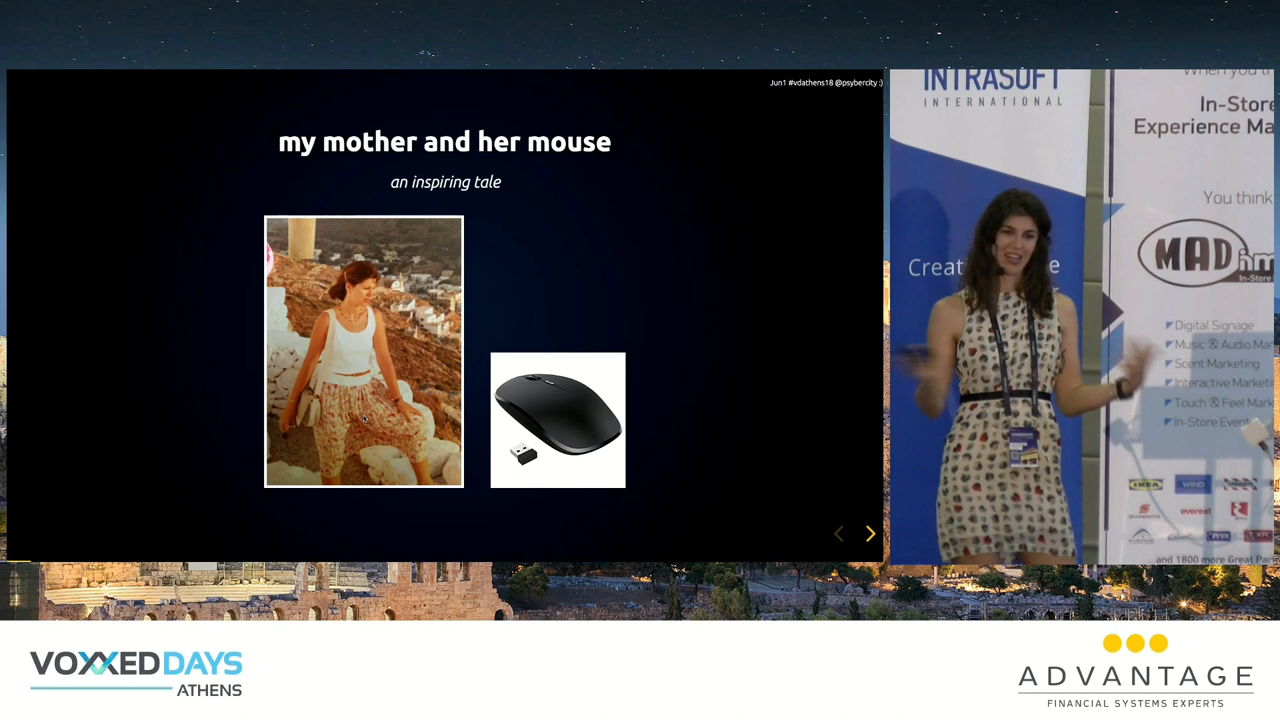 Jun1 #vdathens18 @psybercity :)
my mother and her mouse
an inspiring tale
INTRASOFT
INTERNATIONAL
Creat
e
When you t
In-Store
Experience Ma
You think
MAD
In-Store
Digital Signage
Music & Audio Mar
Scent Marketing
Interactive Marketi
Touch & Feel Mark
In-Store Event
IKEA
WIND
everest
and 1800 more Great Par
VOXXED DAYS
ATHENS
ADVANTAGE
FINANCIAL SYSTEMS EXPERTS